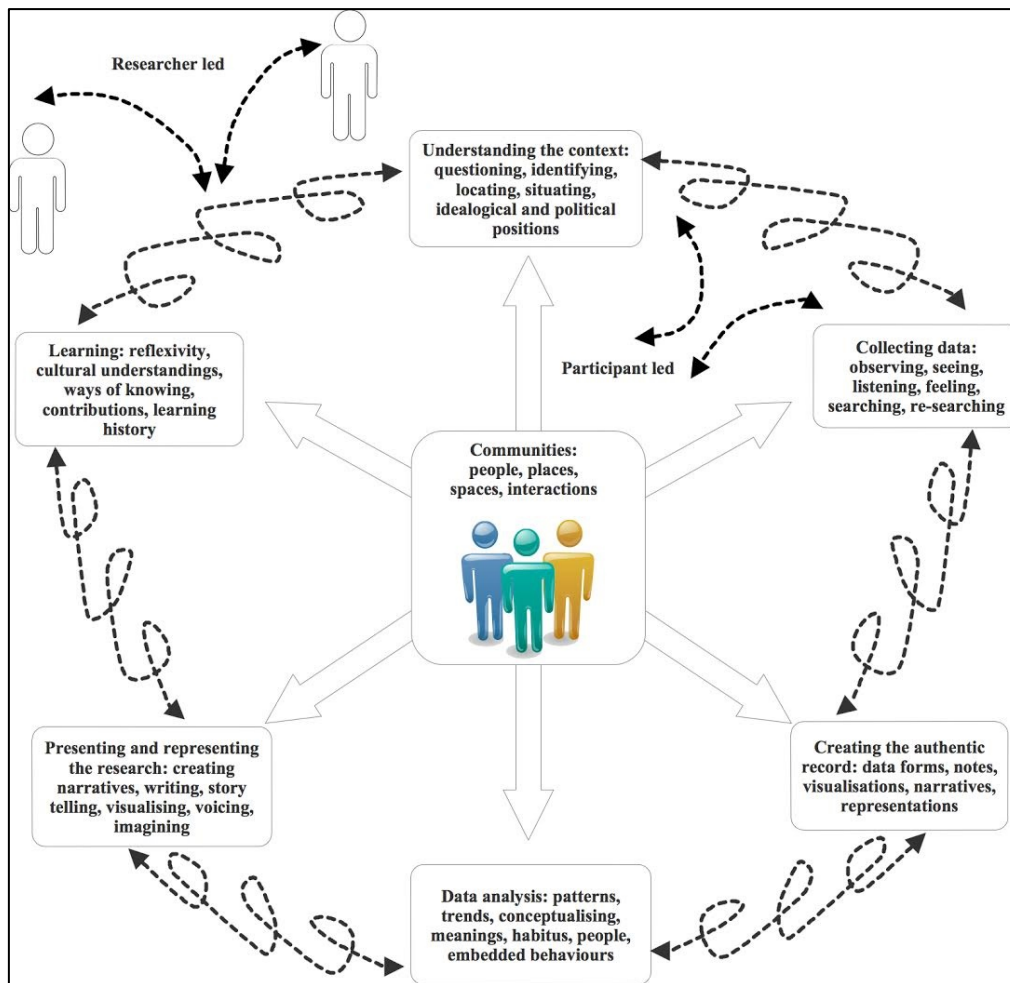 Researcher led
Understanding the context:
questioning, identifying,
locating, situating,
idealogical and political
positions
Learning: reflexivity,
cultural understandings,
ways of knowing,
contributions, learning
history
Participant led
Collecting data:
observing, seeing,
listening, feeling,
searching, re-searching
Communities:
people, places,
spaces, interactions
Presenting and representing
the research: creating
narratives, writing, story
telling, visualising, voicing,
imagining
Creating the authentic
record: data forms, notes,
visualisations, narratives,
representations
Data analysis: patterns,
trends, conceptualising,
meanings, habitus, people,
embedded behaviours